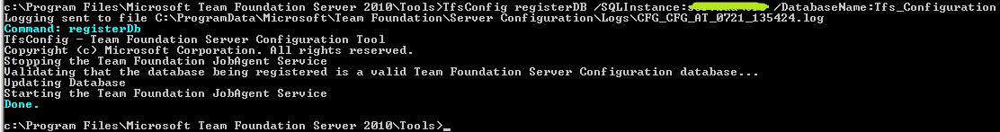 c:\Program Files\Microsoft Team Foundation Server 2010\Tools>TfsConfig registerDB /SQLInstance: /DatabaseName:Tfs_Configuration
Logging sent to file C:\ProgramData\Microsoft\Team Foundation\Server Configuration\Logs\CFG_CFG_AT_0721_135424.log
Command: registerDb
TfsConfig - Team Foundation Server Configuration Tool
Copyright (c) Microsoft Corporation. All rights reserved.
Stopping the Team Foundation JobAgent Service
Validating that the database being registered is a valid Team Foundation Server Configuration database...
Updating Database
Starting the Team Foundation JobAgent Service
Done.
c:\Program Files\Microsoft Team Foundation Server 2010\Tools>_